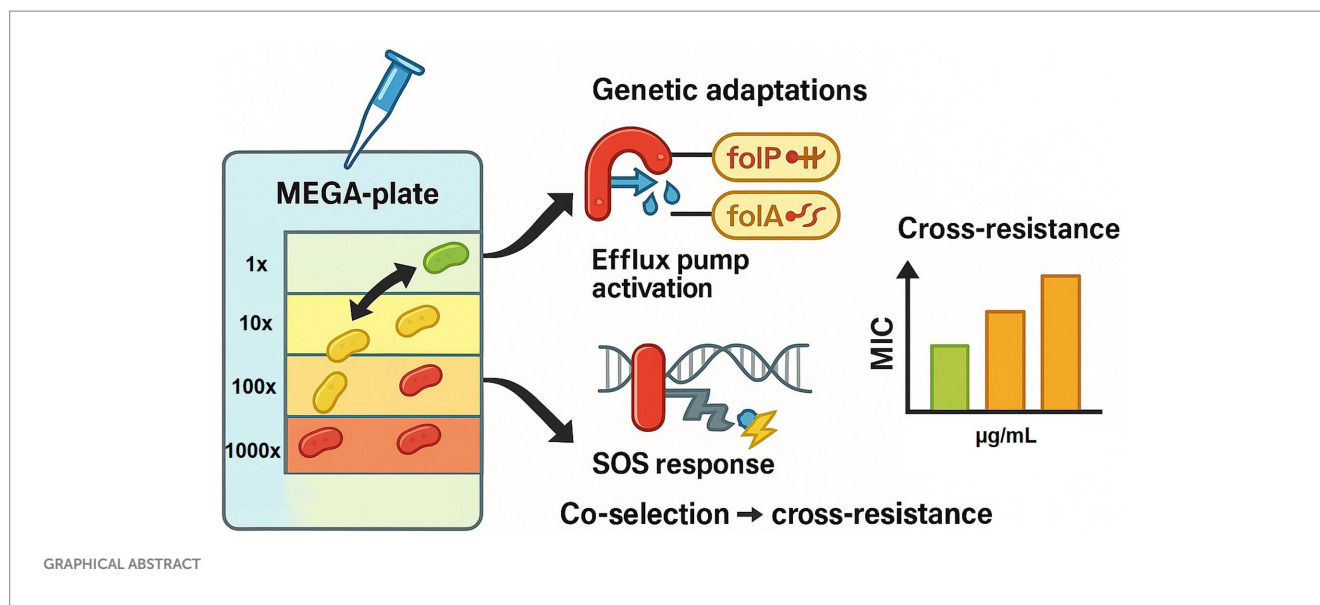 MEGA-plate
1x
10x
100x
1000x
Genetic adaptations
folP
folA
Efflux pump
activation
SOS response
Co-selection → cross-resistance
Cross-resistance
MIC
µg/mL
GRAPHICAL ABSTRACT